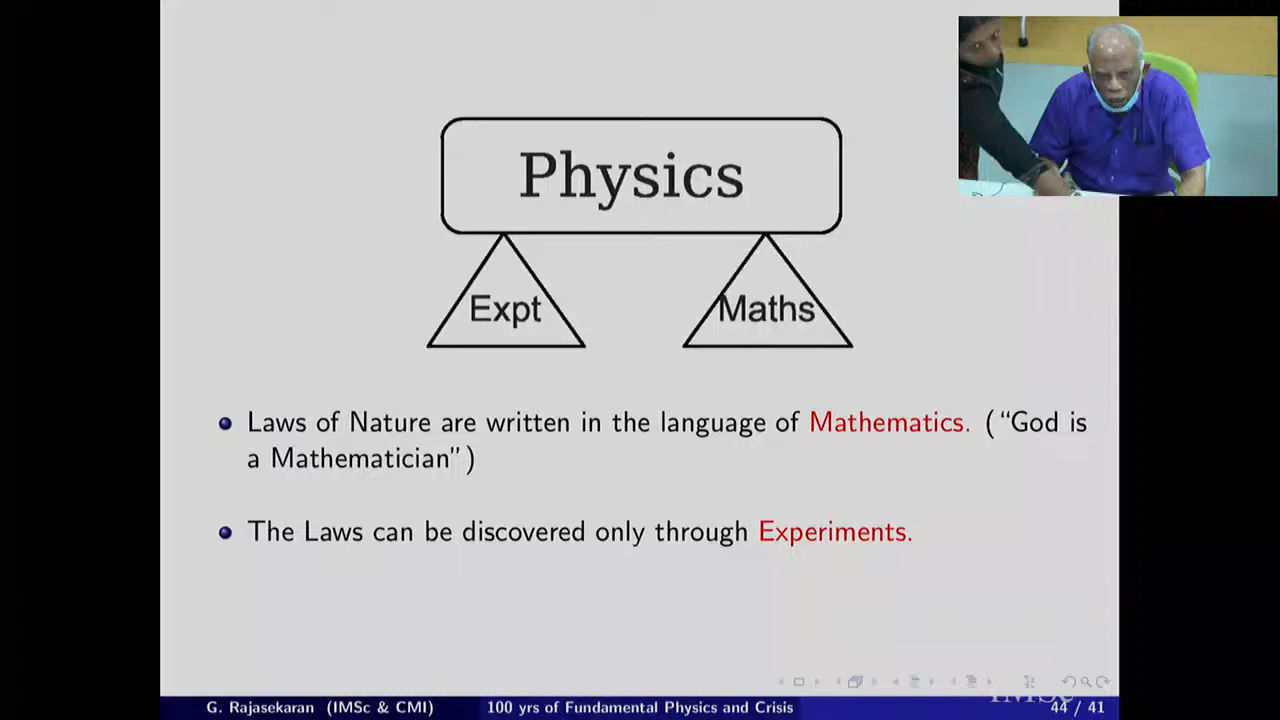 Physics
Expt
Maths
Laws of Nature are written in the language of Mathematics. (“God is
a Mathematician”)
The Laws can be discovered only through Experiments.
IMSc
G. Rajasekaran (IMSc & CMI)
100 yrs of Fundamental Physics and Crisis
44 / 41